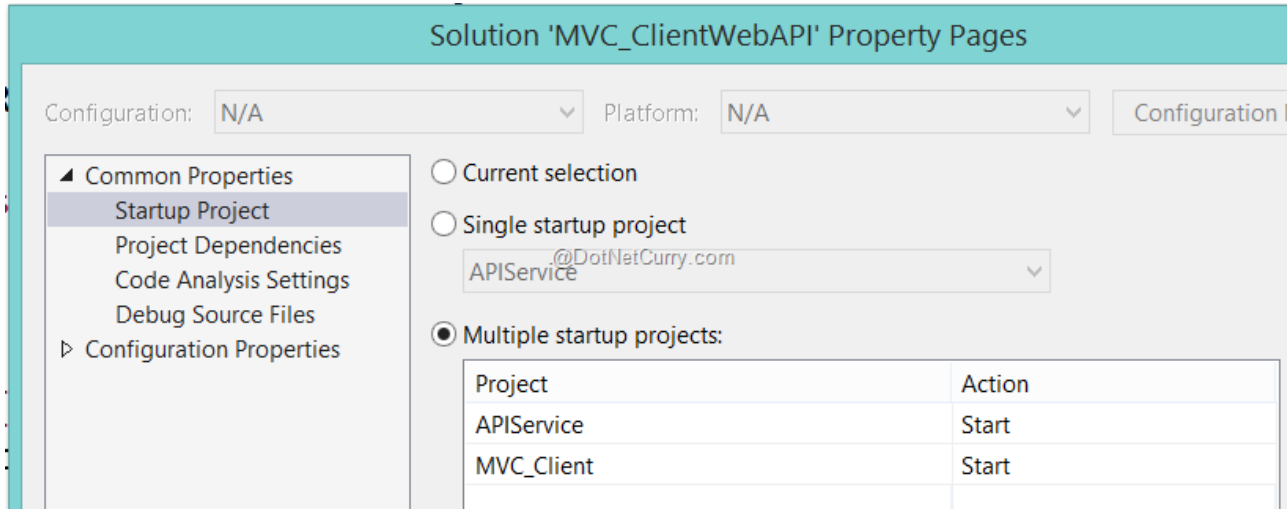 Solution 'MVC_ClientWebAPI' Property Pages
Configuration: N/A Platform: N/A Configuration
Common Properties
Startup Project
Project Dependencies
Code Analysis Settings
Debug Source Files
Configuration Properties
Current selection
Single startup project
@DotNetCurry.com
APIService
Multiple startup projects:
Project Action
APIService Start
MVC_Client Start